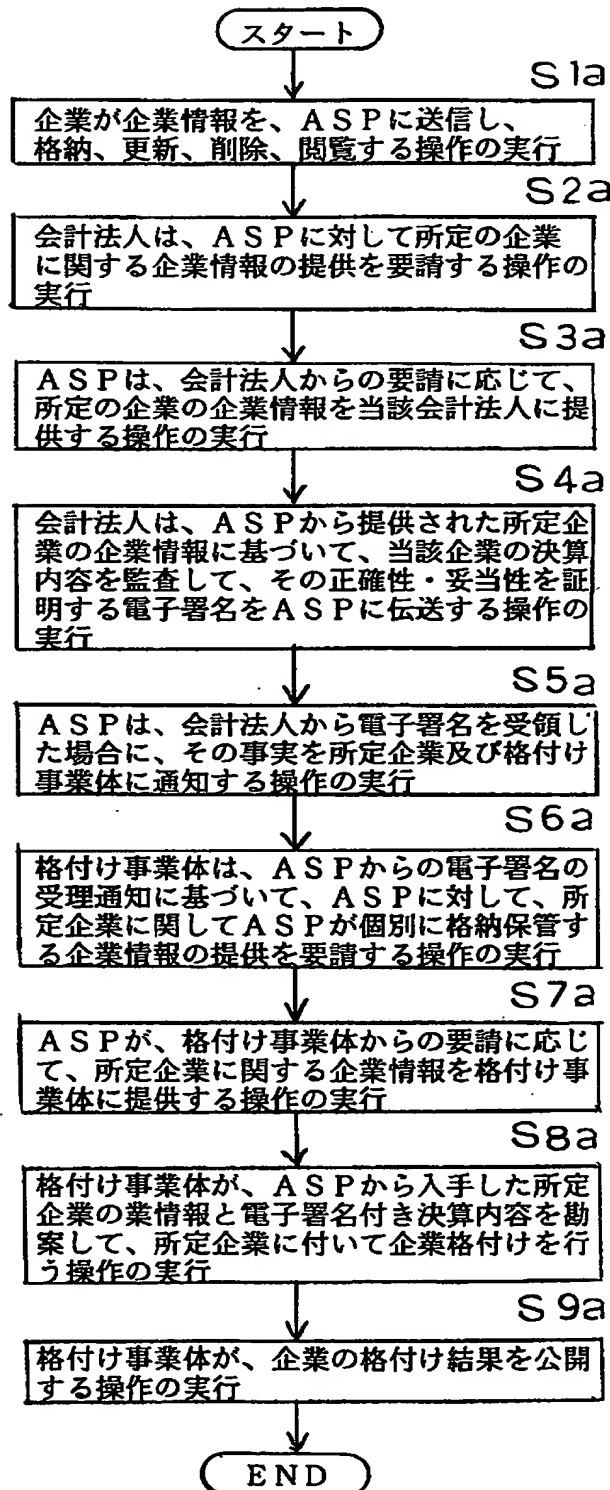 スタート
S1a
企業が企業情報を、ASPに送信し、
格納、更新、削除、閲覧する操作の実行
S2a
会計法人は、ASPに対して所定の企業
に関する企業情報の提供を要請する操作の
実行
S3a
ASPは、会計法人からの要請に応じて、
所定の企業の企業情報を当該会計法人に提
供する操作の実行
S4a
会計法人は、ASPから提供された所定企
業の企業情報に基づいて、当該企業の決算
内容を監査して、その正確性・妥当性を証
明する電子署名をASPに伝送する操作の
実行
S5a
ASPは、会計法人から電子署名を受領し
た場合に、その事実を所定企業及び格付け
事業体に通知する操作の実行
S6a
格付け事業体は、ASPからの電子署名の
受理通知に基づいて、ASPに対して、所
定企業に関してASPが個別に格納保管す
る企業情報の提供を要請する操作の実行
S7a
ASPが、格付け事業体からの要請に応じ
て、所定企業に関する企業情報を格付け事
業体に提供する操作の実行
S8a
格付け事業体が、ASPから入手した所定
企業の業情報と電子署名付き決算内容を勘
案して、所定企業に付いて企業格付けを行
う操作の実行
S9a
格付け事業体が、企業の格付け結果を公開
する操作の実行
END